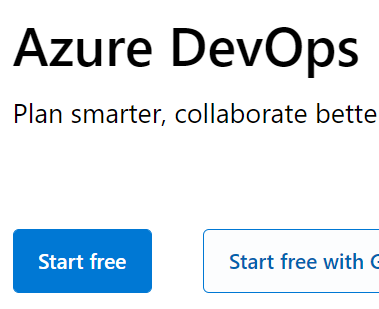 Azure DevOps
Plan smarter, collaborate bette
Start free
Start free with G